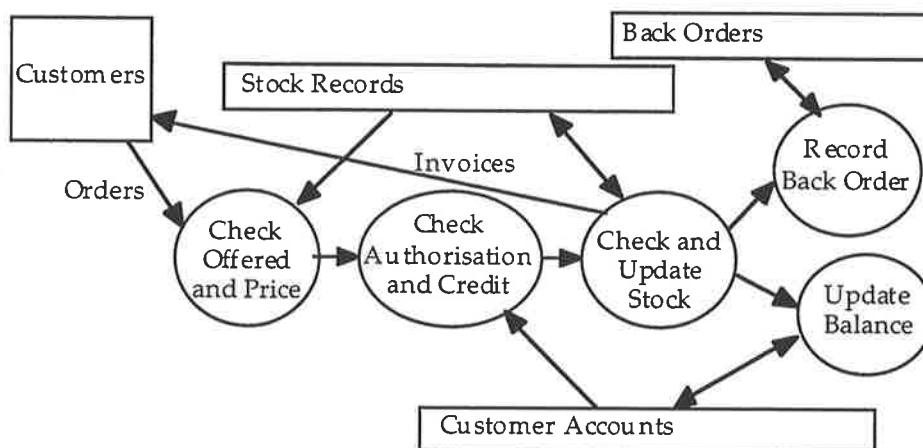 Back Orders
Customers
Stock Records
Invoices
Record
Back Order
Orders
Check
Offered
and Price
Check
Authorisation
and Credit
Check and
Update
Stock
Update
Balance
Customer Accounts